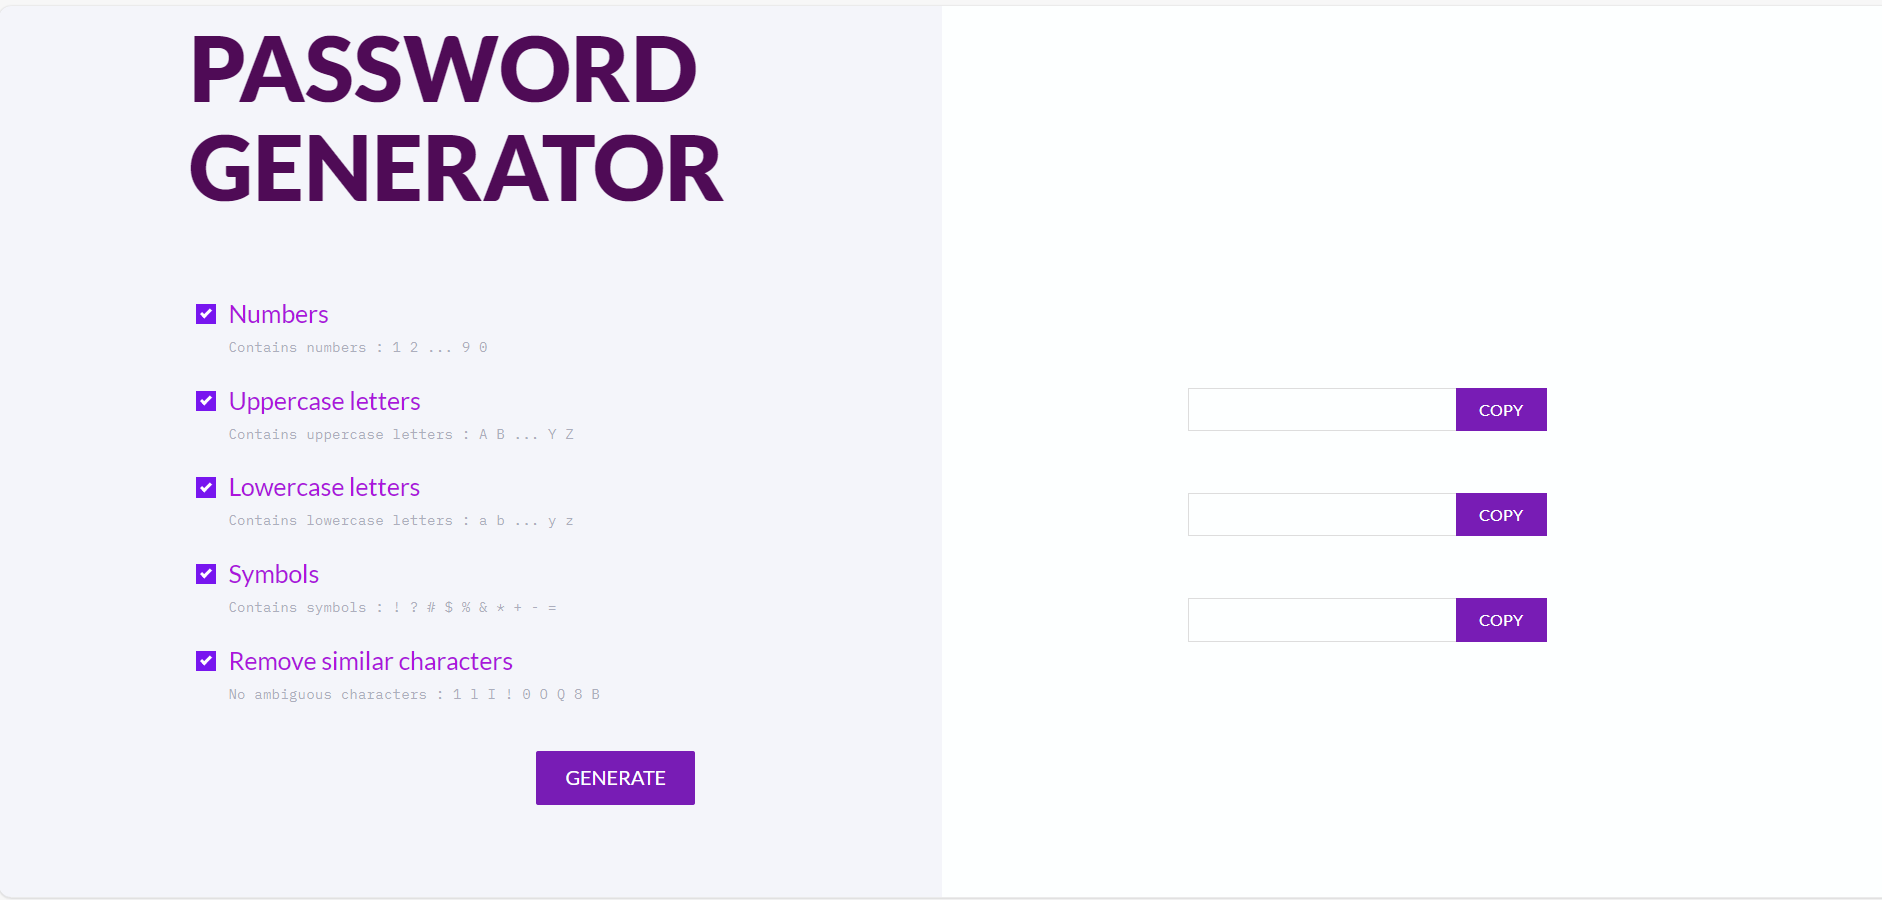 PASSWORD
GENERATOR
Numbers
Contains numbers : 1 2 ... 9 0
Uppercase letters
Contains uppercase letters : A B ... Y Z
Lowercase letters
Contains lowercase letters : a b ... y z
Symbols
Contains symbols : ! ? # $ % & * + - =
Remove similar characters
No ambiguous characters : 1 l I ! 0 O Q 8 B
GENERATE
COPY
COPY
COPY